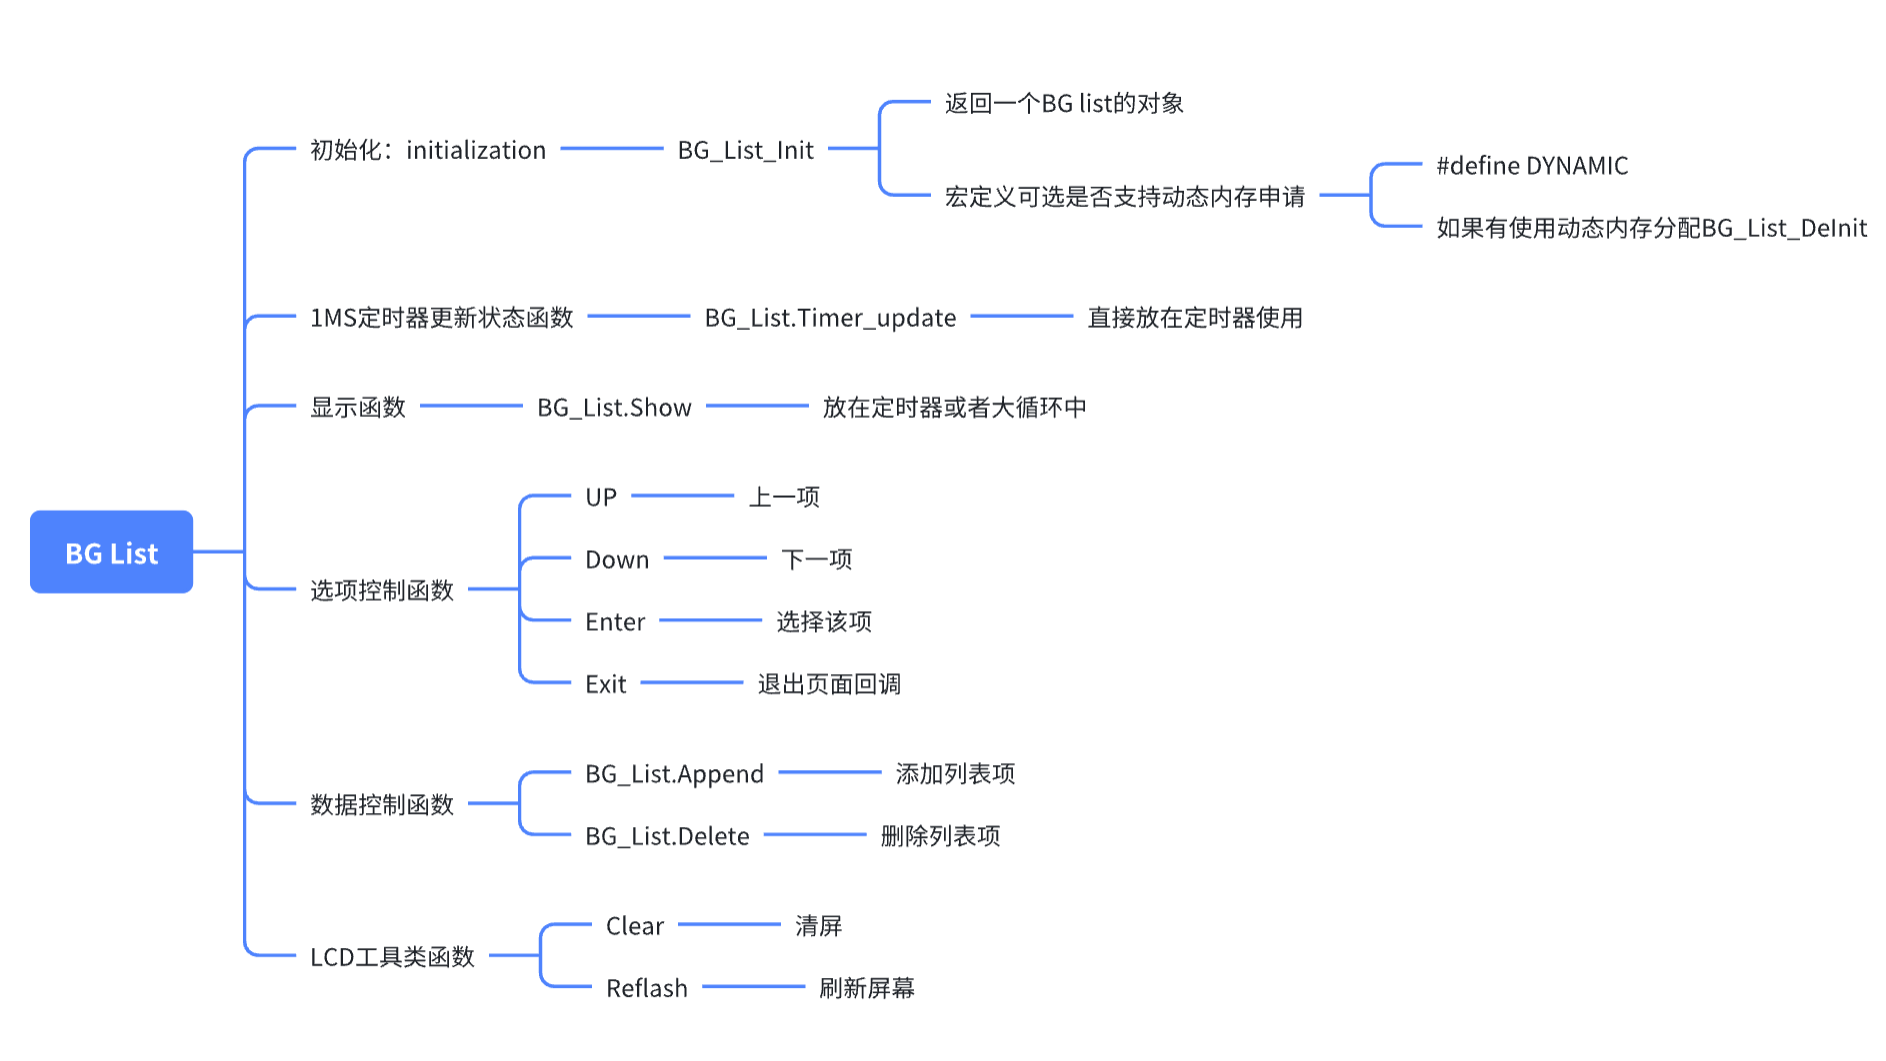 BG List
初始化：initialization
BG_List_Init
返回一个BG list的对象
宏定义可选是否支持动态内存申请
#define DYNAMIC
如果有使用动态内存分配BG_List_DeInit
1MS定时器更新状态函数
BG_List.Timer_update
直接放在定时器使用
显示函数
BG_List.Show
放在定时器或者大循环中
选项控制函数
UP
上一项
Down
下一项
Enter
选择该项
Exit
退出页面回调
数据控制函数
BG_List.Append
添加列表项
BG_List.Delete
删除列表项
LCD工具类函数
Clear
清屏
Reflash
刷新屏幕